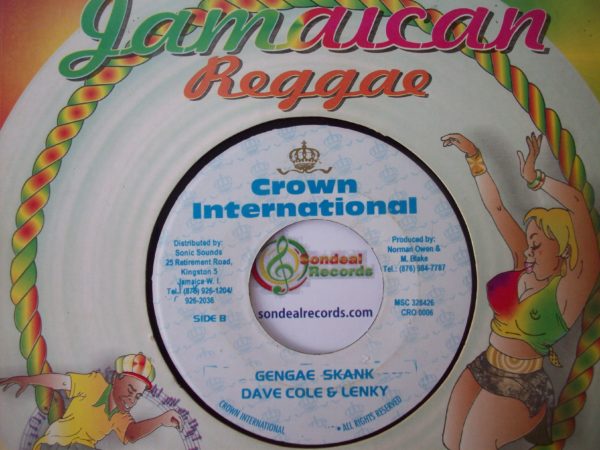 Jamaican
Reggae
Crown
International
Distributed by:
Sonic Sounds
25 Retirement Road,
Kingston 5
Jamaica W. I.
Tel.: (876) 926-1204/
926-2036
SIDE B
Sondeal
Records
sondealrecords.com
Produced by:
Norman Owen &
M. Blake
Tel.: (876) 984-7767
MSC 328426
CRO 0006
GENGAE SKANK
DAVE COLE & LENKY
CROWN INTERNATIONAL
ALL RIGHTS RESERVED